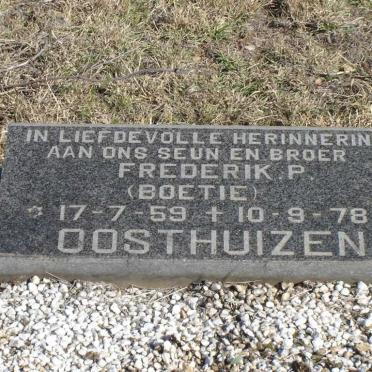 IN LIEFDEVOLLE HERINNERIN
AAN ONS SEUN EN BROER
FREDERIK P
(BOETIE)
* 17-7-59 + 10-9-78
OOSTHUIZEN